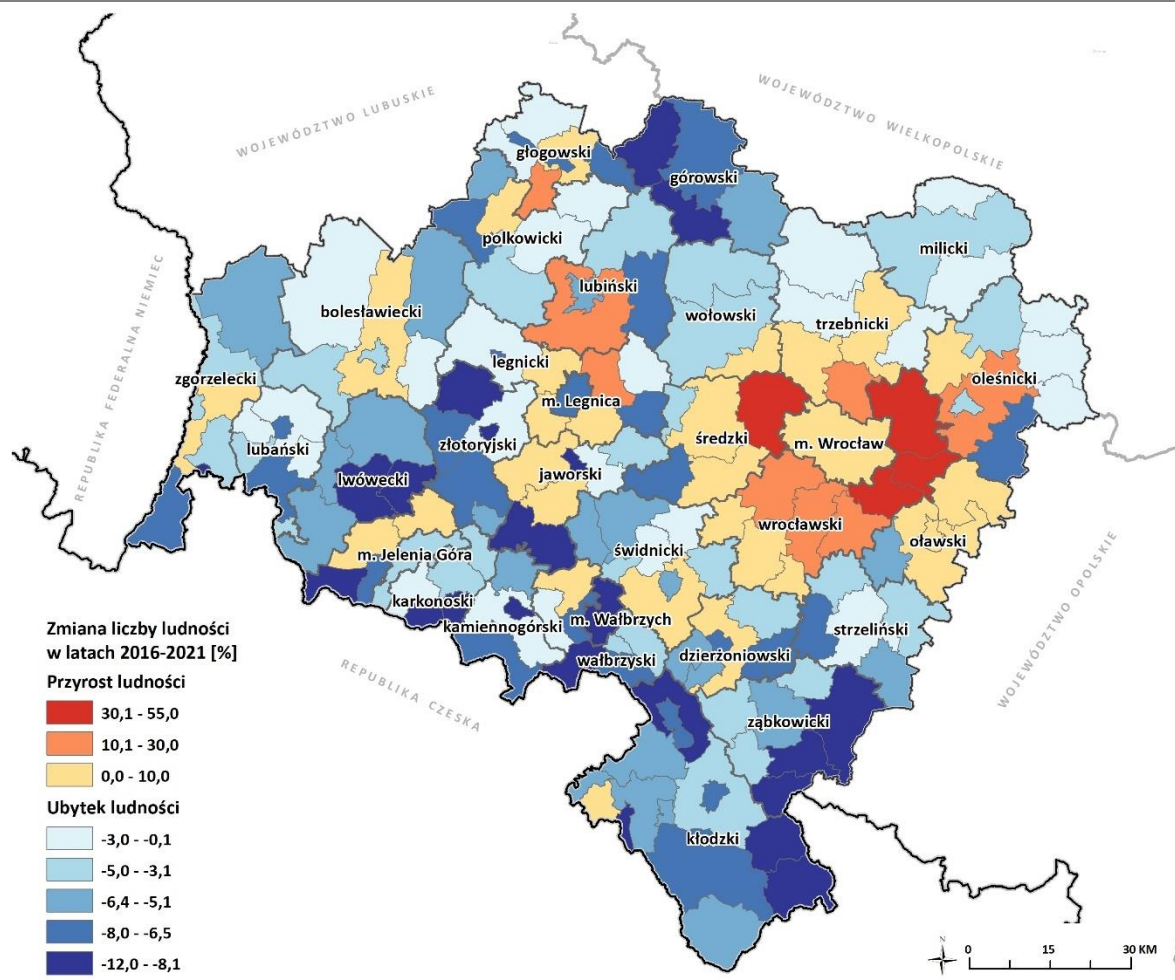 WOJEWÓDZTWO LUBUSKIE
WOJEWÓDZTWO WIELKOPOLSKIE
głogowski
górowski
polkowicki
milicki
lubiński
bolesławiecki
wołowski
trzebnicki
REPUBLIKA FEDERALNA NIEMIEC
legnicki
zgorzelecki
oleśnicki
m. Legnica
średzki
m. Wrocław
lubański
złotoryjski
jaworski
lwówecki
wrocławski
oławski
świdnicki
m. Jelenia Góra
karkonoski
m. Wałbrzych
kamiennogórski
strzeliński
wałbrzyski
dzierżoniowski
WOJEWÓDZTWO OPOLSKIE
REPUBLIKA CZESKA
ząbkowicki
kłodzki
Zmiana liczby ludności
w latach 2016-2021 [%]
Przyrost ludności
30,1 - 55,0
10,1 - 30,0
0,0 - 10,0
Ubytek ludności
-3,0 - -0,1
-5,0 - -3,1
-6,4 - -5,1
-8,0 - -6,5
-12,0 - -8,1
N
0 15 30 KM